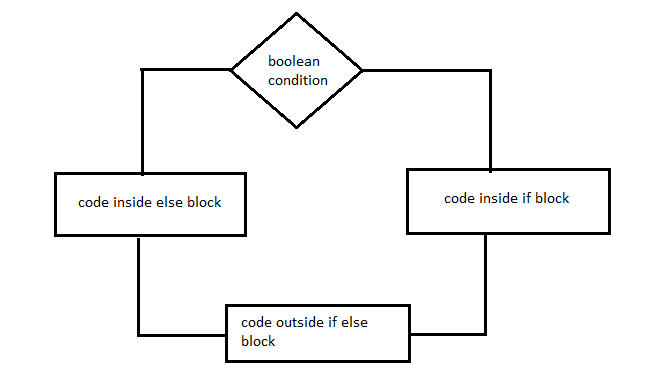 boolean
condition
code inside else block
code inside if block
code outside if else
block